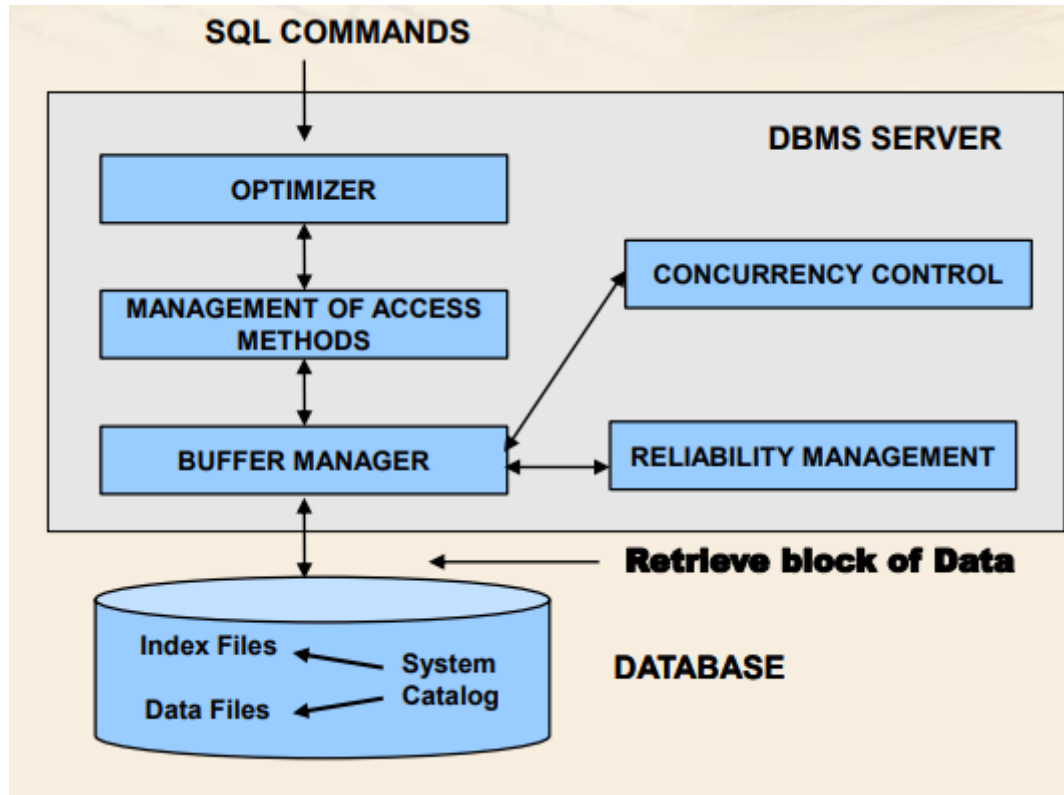 SQL COMMANDS
DBMS SERVER
OPTIMIZER
CONCURRENCY CONTROL
MANAGEMENT OF ACCESS
METHODS
BUFFER MANAGER
RELIABILITY MANAGEMENT
Retrieve block of Data
Index Files
System
Catalog
Data Files
DATABASE